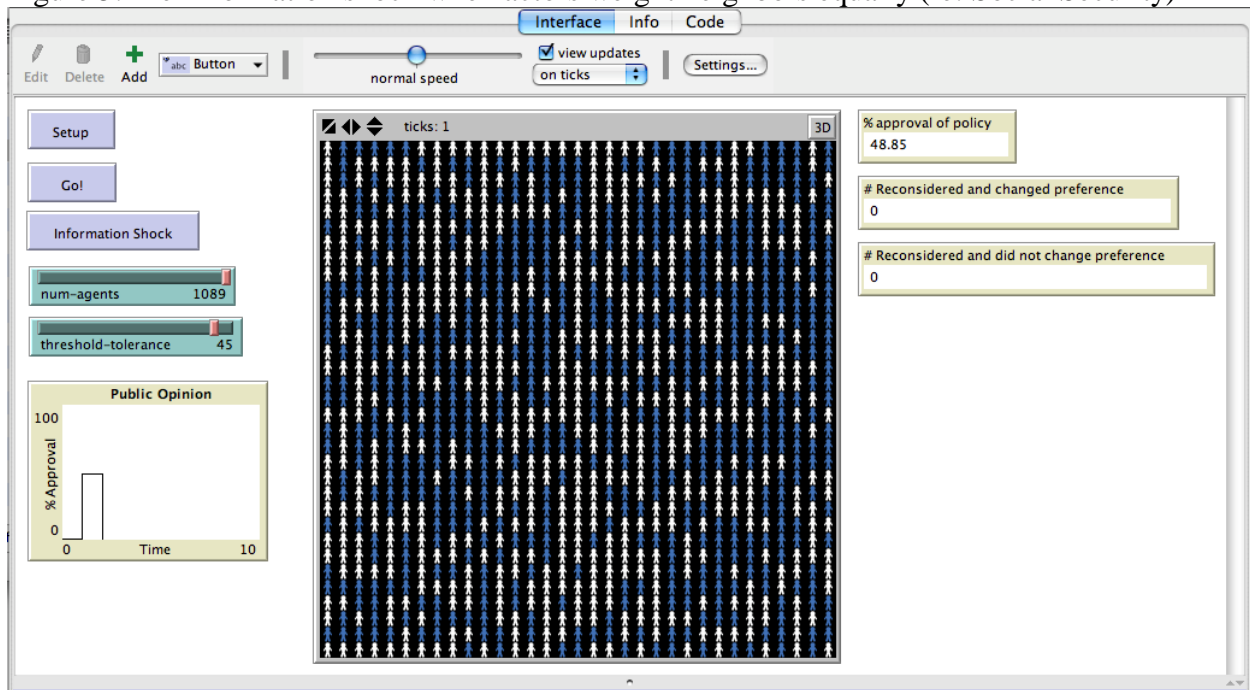 Interface Info Code
Edit Delete Add abc Button normal speed view updates on ticks Settings...
Setup
Go!
Information Shock
num-agents 1089
threshold-tolerance 45
Public Opinion
100
% Approval
0
0 Time 10
ticks: 1 3D
% approval of policy
48.85
# Reconsidered and changed preference
0
# Reconsidered and did not change preference
0